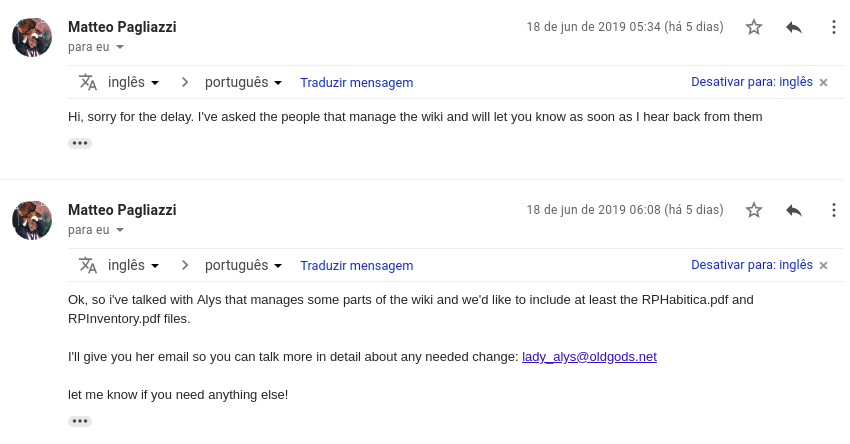 Matteo Pagliazzi
18 de jun de 2019 05:34 (há 5 dias)
para eu
inglês
português
Traduzir mensagem
Desativar para: inglês
Hi, sorry for the delay. I've asked the people that manage the wiki and will let you know as soon as I hear back from them
Matteo Pagliazzi
18 de jun de 2019 06:08 (há 5 dias)
para eu
inglês
português
Traduzir mensagem
Desativar para: inglês
Ok, so i've talked with Alys that manages some parts of the wiki and we'd like to include at least the RPHabitica.pdf and
RPInventory.pdf files.
I'll give you her email so you can talk more in detail about any needed change: lady_alys@oldgods.net
let me know if you need anything else!